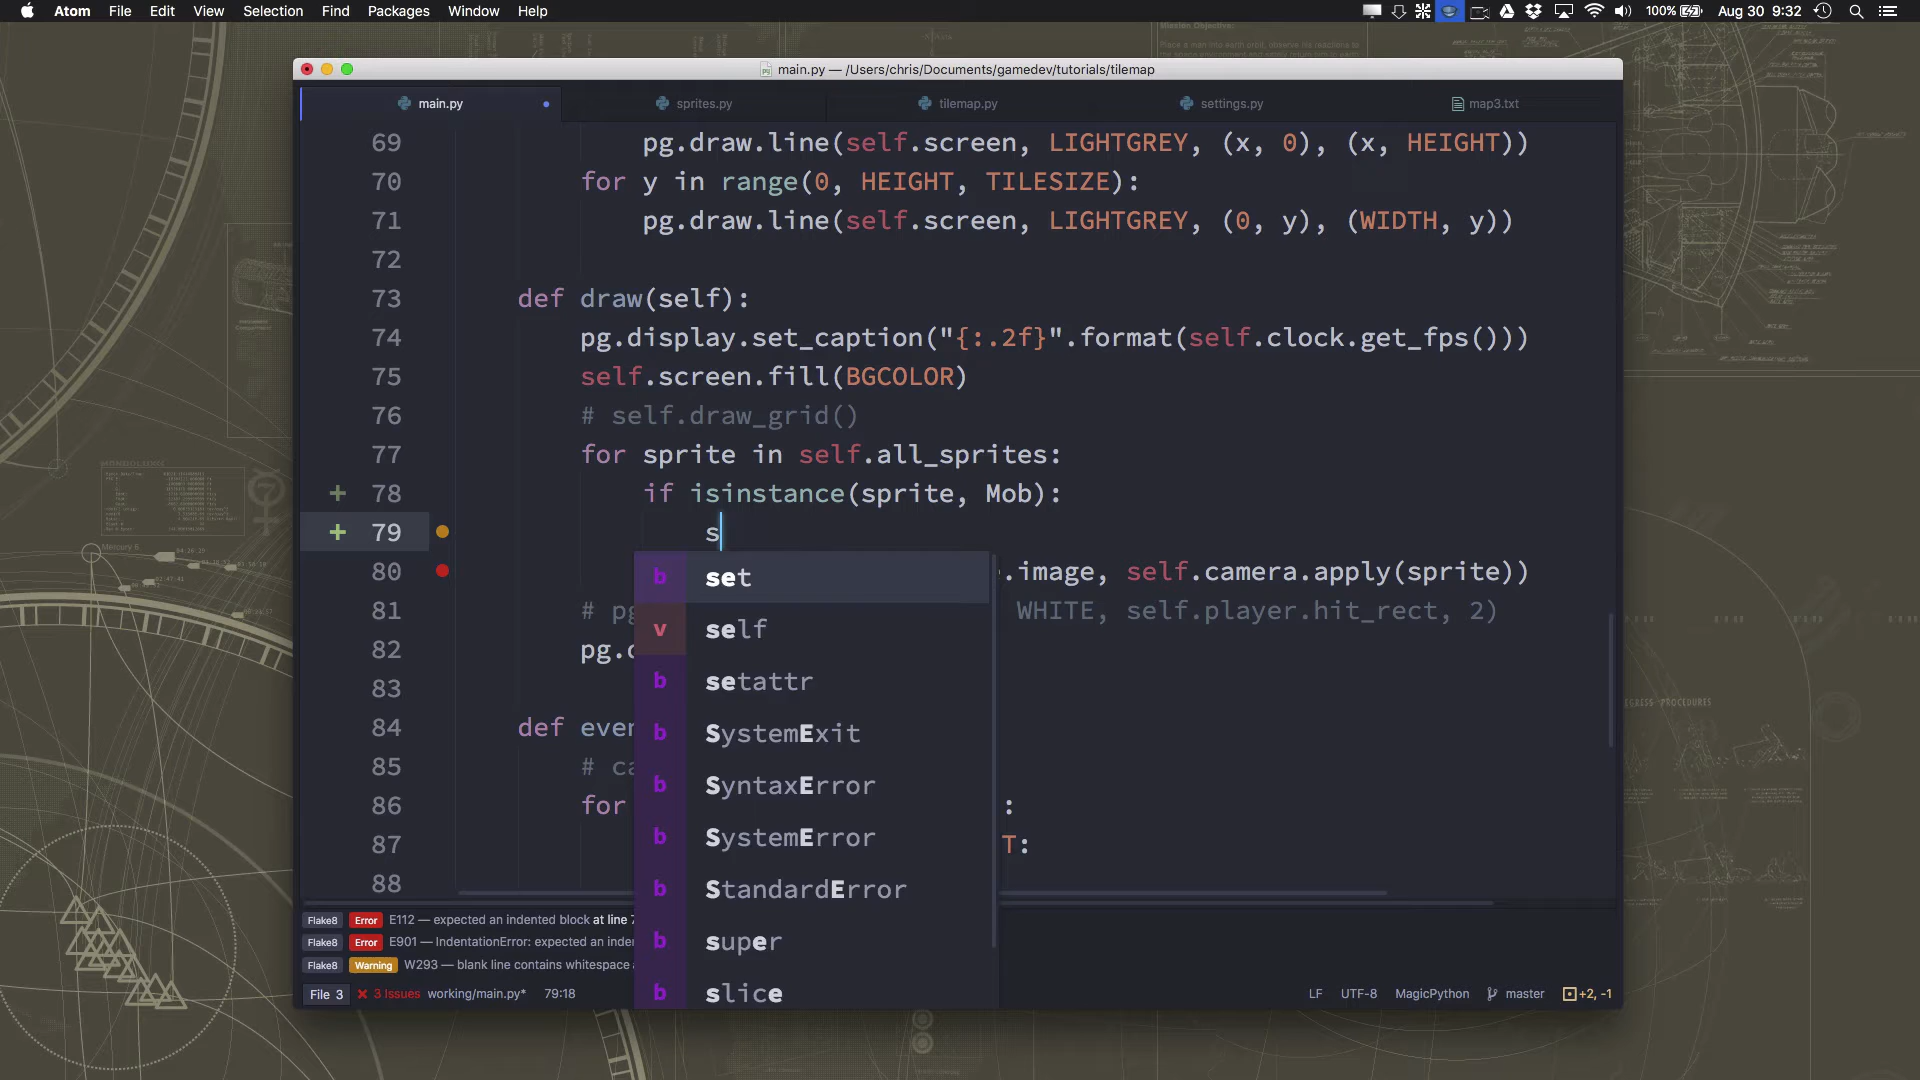 Atom File Edit View Selection Find Packages Window Help 100% Aug 30 9:32
main.py — /Users/chris/Documents/gamedev/tutorials/tilemap
main.py sprites.py tilemap.py settings.py map3.txt
69 pg.draw.line(self.screen, LIGHTGREY, (x, 0), (x, HEIGHT))
70 for y in range(0, HEIGHT, TILESIZE):
71 pg.draw.line(self.screen, LIGHTGREY, (0, y), (WIDTH, y))
72
73 def draw(self):
74 pg.display.set_caption("{:.2f}".format(self.clock.get_fps()))
75 self.screen.fill(BGCOLOR)
76 # self.draw_grid()
77 for sprite in self.all_sprites:
+ 78 if isinstance(sprite, Mob):
+ 79 s
80 .image, self.camera.apply(sprite))
81 # pg WHITE, self.player.hit_rect, 2)
82 pg.
83
84 def even
85 # ca
86 for :
87 T:
88
b set
v self
b setattr
b SystemExit
b SyntaxError
b SystemError
b StandardError
b super
b slice
Flake8 Error E112 — expected an indented block at line 7
Flake8 Error E901 — IndentationError: expected an inde
Flake8 Warning W293 — blank line contains whitespace
File 3 3 Issues working/main.py* 79:18 LF UTF-8 MagicPython master +2, -1